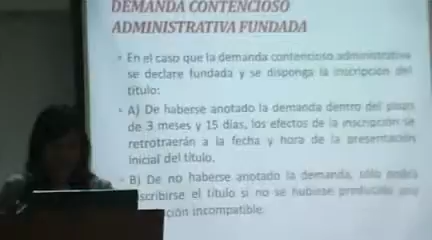 DEMANDA CONTENCIOSO
ADMINISTRATIVA FUNDADA
• En el caso que la demanda contencioso administrativa
se declare fundada y se disponga la inscripción del
título:
• A) De haberse anotado la demanda dentro del plazo
de 3 meses y 15 días, los efectos de la inscripción se
retrotraerán a la fecha y hora de la presentación
inicial del título.
• B) De no haberse anotado la demanda, sólo podrá
scribirse el título si no se hubiese producido una
ción incompatible.